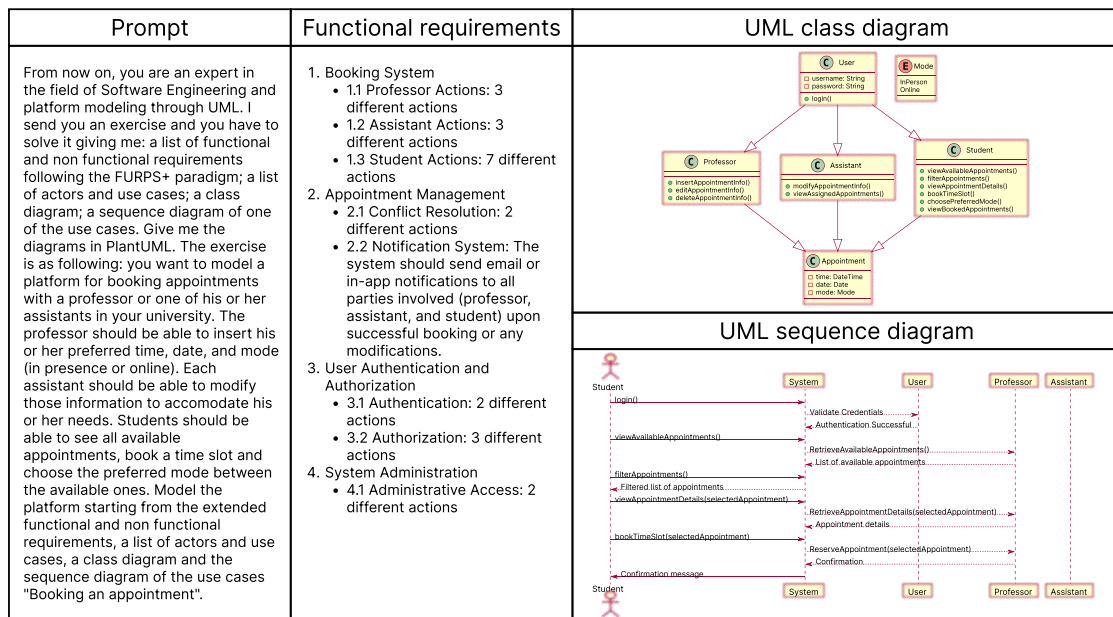 Prompt
From now on, you are an expert in
the field of Software Engineering and
platform modeling through UML. I
send you an exercise and you have to
solve it giving me: a list of functional
and non functional requirements
following the FURPS+ paradigm; a list
of actors and use cases; a class
diagram; a sequence diagram of one
of the use cases. Give me the
diagrams in PlantUML. The exercise
is as following: you want to model a
platform for booking appointments
with a professor or one of his or her
assistants in your university. The
professor should be able to insert his
or her preferred time, date, and mode
(in presence or online). Each
assistant should be able to modify
those information to accomodate his
or her needs. Students should be
able to see all available
appointments, book a time slot and
choose the preferred mode between
the available ones. Model the
platform starting from the extended
functional and non functional
requirements, a list of actors and use
cases, a class diagram and the
sequence diagram of the use cases
"Booking an appointment".
Functional requirements
1. Booking System
• 1.1 Professor Actions: 3
different actions
• 1.2 Assistant Actions: 3
different actions
• 1.3 Student Actions: 7 different
actions
2. Appointment Management
• 2.1 Conflict Resolution: 2
different actions
• 2.2 Notification System: The
system should send email or
in-app notifications to all
parties involved (professor,
assistant, and student) upon
successful booking or any
modifications.
3. User Authentication and
Authorization
• 3.1 Authentication: 2 different
actions
• 3.2 Authorization: 3 different
actions
4. System Administration
• 4.1 Administrative Access: 2
different actions
UML class diagram
C User
username: String
password: String
login()
E Mode
InPerson
Online
C Professor
insertAppointmentInfo()
editAppointmentInfo()
deleteAppointmentInfo()
C Assistant
modifyAppointmentInfo()
viewAssignedAppointments()
C Student
viewAvailableAppointments()
filterAppointments()
viewAppointmentDetails()
bookTimeSlot()
choosePreferredMode()
viewBookedAppointments()
C Appointment
time: DateTime
date: Date
mode: Mode
UML sequence diagram
Student
System
User
Professor
Assistant
login()
Validate Credentials
Authentication Successful
viewAvailableAppointments()
RetrieveAvailableAppointments()
List of available appointments
filterAppointments()
Filtered list of appointments
viewAppointmentDetails(selectedAppointment)
RetrieveAppointmentDetails(selectedAppointment)
Appointment details
bookTimeSlot(selectedAppointment)
ReserveAppointment(selectedAppointment)
Confirmation
Confirmation message
Student
System
User
Professor
Assistant